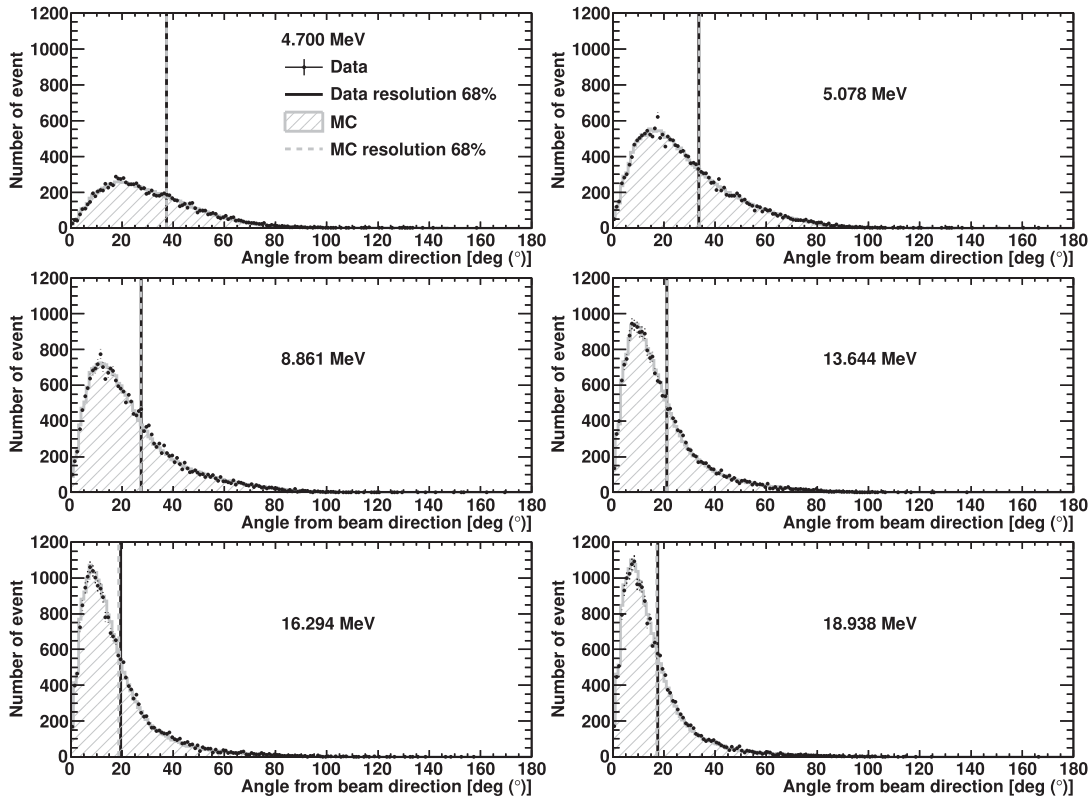 Number of event
1200
1000
800
600
400
200
0
4.700 MeV
Data
Data resolution 68%
MC
MC resolution 68%
0 20 40 60 80 100 120 140 160 180
Angle from beam direction [deg (°)]
Number of event
1200
1000
800
600
400
200
0
5.078 MeV
0 20 40 60 80 100 120 140 160 180
Angle from beam direction [deg (°)]
Number of event
1200
1000
800
600
400
200
0
8.861 MeV
0 20 40 60 80 100 120 140 160 180
Angle from beam direction [deg (°)]
Number of event
1200
1000
800
600
400
200
0
13.644 MeV
0 20 40 60 80 100 120 140 160 180
Angle from beam direction [deg (°)]
Number of event
1200
1000
800
600
400
200
0
16.294 MeV
0 20 40 60 80 100 120 140 160 180
Angle from beam direction [deg (°)]
Number of event
1200
1000
800
600
400
200
0
18.938 MeV
0 20 40 60 80 100 120 140 160 180
Angle from beam direction [deg (°)]